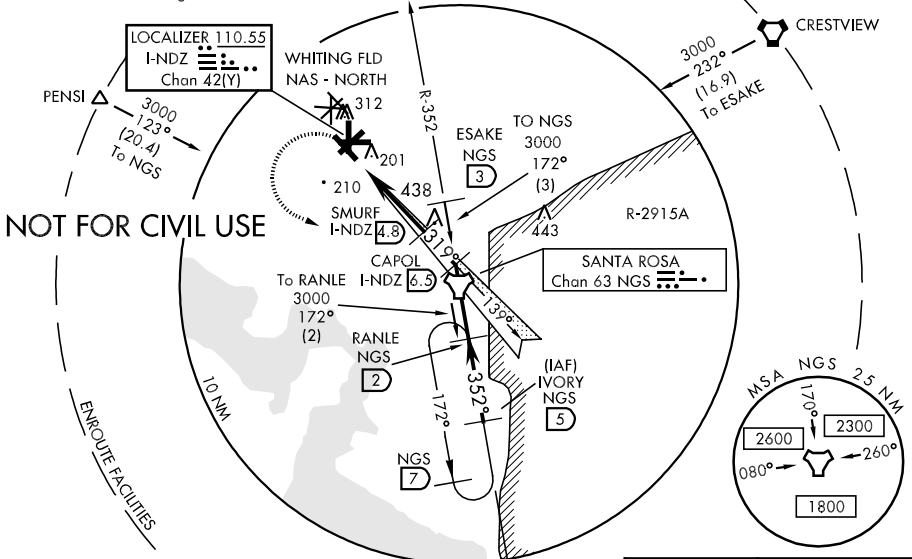 LOCALIZER 110.55
I-NDZ
Chan 42(Y)
WHITING FLD
NAS - NORTH
312
201
210
438
PENSI
3000
123°
(20.4)
To NGS
NOT FOR CIVIL USE
R-352
ESAKE
NGS
3
TO NGS
3000
172°
(3)
CRESTVIEW
3000
232°
(16.9)
To ESAKE
R-2915A
443
SMURF
I-NDZ 4.8
319°
CAPOL
I-NDZ 6.5
SANTA ROSA
Chan 63 NGS
139°
To RANLE
3000
172°
(2)
RANLE
NGS
2
(IAF)
IVORY
NGS
5
352°
172°
NGS
7
10 NM
ENROUTE FACILITIES
MSA NGS 25 NM
170°
2600
2300
080°
260°
1800